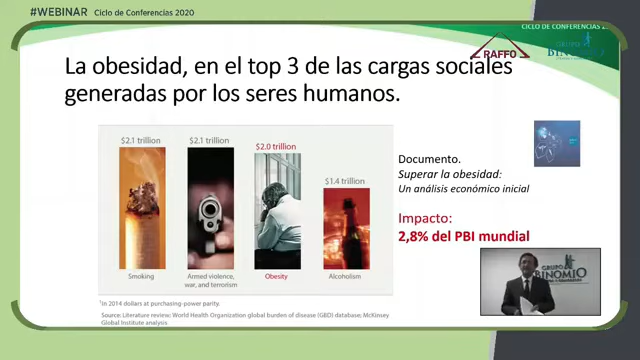 #WEBINAR Ciclo de Conferencias 2020
CICLO DE CONFERENCIAS
RAFFO
GRUPO
BINOMIO
La obesidad, en el top 3 de las cargas sociales
generadas por los seres humanos.
$2.1 trillion $2.1 trillion $2.0 trillion $1.4 trillion
Smoking Armed violence, war, and terrorism Obesity Alcoholism
Documento.
Superar la obesidad:
Un análisis económico inicial
Impacto:
2,8% del PBI mundial
GRUPO
BINOMIO
¹In 2014 dollars at purchasing-power parity.
Source: Literature review; World Health Organization global burden of disease (GBD) database; McKinsey
Global Institute analysis.